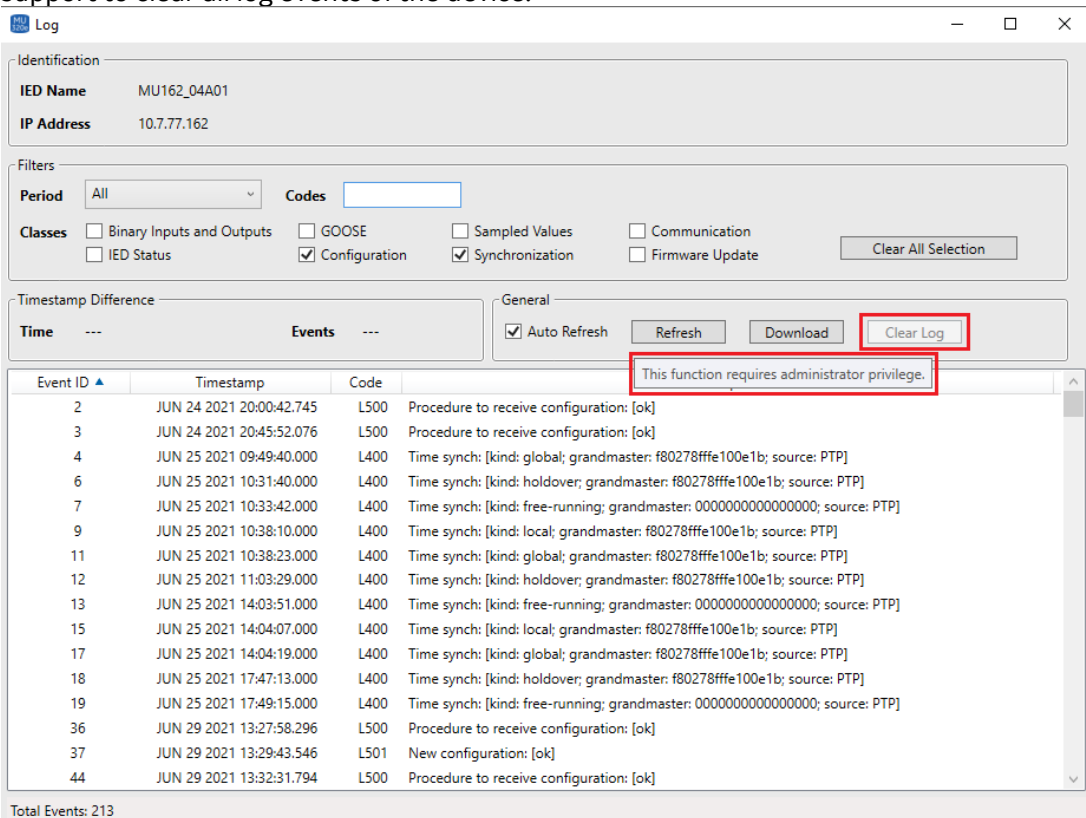 support to clear all log events of the device.
MU
320e
Log
Identification
IED Name MU162_04A01
IP Address 10.7.77.162
Filters
Period All Codes
Classes Binary Inputs and Outputs GOOSE Sampled Values Communication
IED Status Configuration Synchronization Firmware Update Clear All Selection
Timestamp Difference General
Time --- Events --- Auto Refresh Refresh Download Clear Log
This function requires administrator privilege.
Event ID Timestamp Code
2 JUN 24 2021 20:00:42.745 L500 Procedure to receive configuration: [ok]
3 JUN 24 2021 20:45:52.076 L500 Procedure to receive configuration: [ok]
4 JUN 25 2021 09:49:40.000 L400 Time synch: [kind: global; grandmaster: f80278fffe100e1b; source: PTP]
6 JUN 25 2021 10:31:40.000 L400 Time synch: [kind: holdover; grandmaster: f80278fffe100e1b; source: PTP]
7 JUN 25 2021 10:33:42.000 L400 Time synch: [kind: free-running; grandmaster: 0000000000000000; source: PTP]
9 JUN 25 2021 10:38:10.000 L400 Time synch: [kind: local; grandmaster: f80278fffe100e1b; source: PTP]
11 JUN 25 2021 10:38:23.000 L400 Time synch: [kind: global; grandmaster: f80278fffe100e1b; source: PTP]
12 JUN 25 2021 11:03:29.000 L400 Time synch: [kind: holdover; grandmaster: f80278fffe100e1b; source: PTP]
13 JUN 25 2021 14:03:51.000 L400 Time synch: [kind: free-running; grandmaster: 0000000000000000; source: PTP]
15 JUN 25 2021 14:04:07.000 L400 Time synch: [kind: local; grandmaster: f80278fffe100e1b; source: PTP]
17 JUN 25 2021 14:04:19.000 L400 Time synch: [kind: global; grandmaster: f80278fffe100e1b; source: PTP]
18 JUN 25 2021 17:47:13.000 L400 Time synch: [kind: holdover; grandmaster: f80278fffe100e1b; source: PTP]
19 JUN 25 2021 17:49:15.000 L400 Time synch: [kind: free-running; grandmaster: 0000000000000000; source: PTP]
36 JUN 29 2021 13:27:58.296 L500 Procedure to receive configuration: [ok]
37 JUN 29 2021 13:29:43.546 L501 New configuration: [ok]
44 JUN 29 2021 13:32:31.794 L500 Procedure to receive configuration: [ok]
Total Events: 213